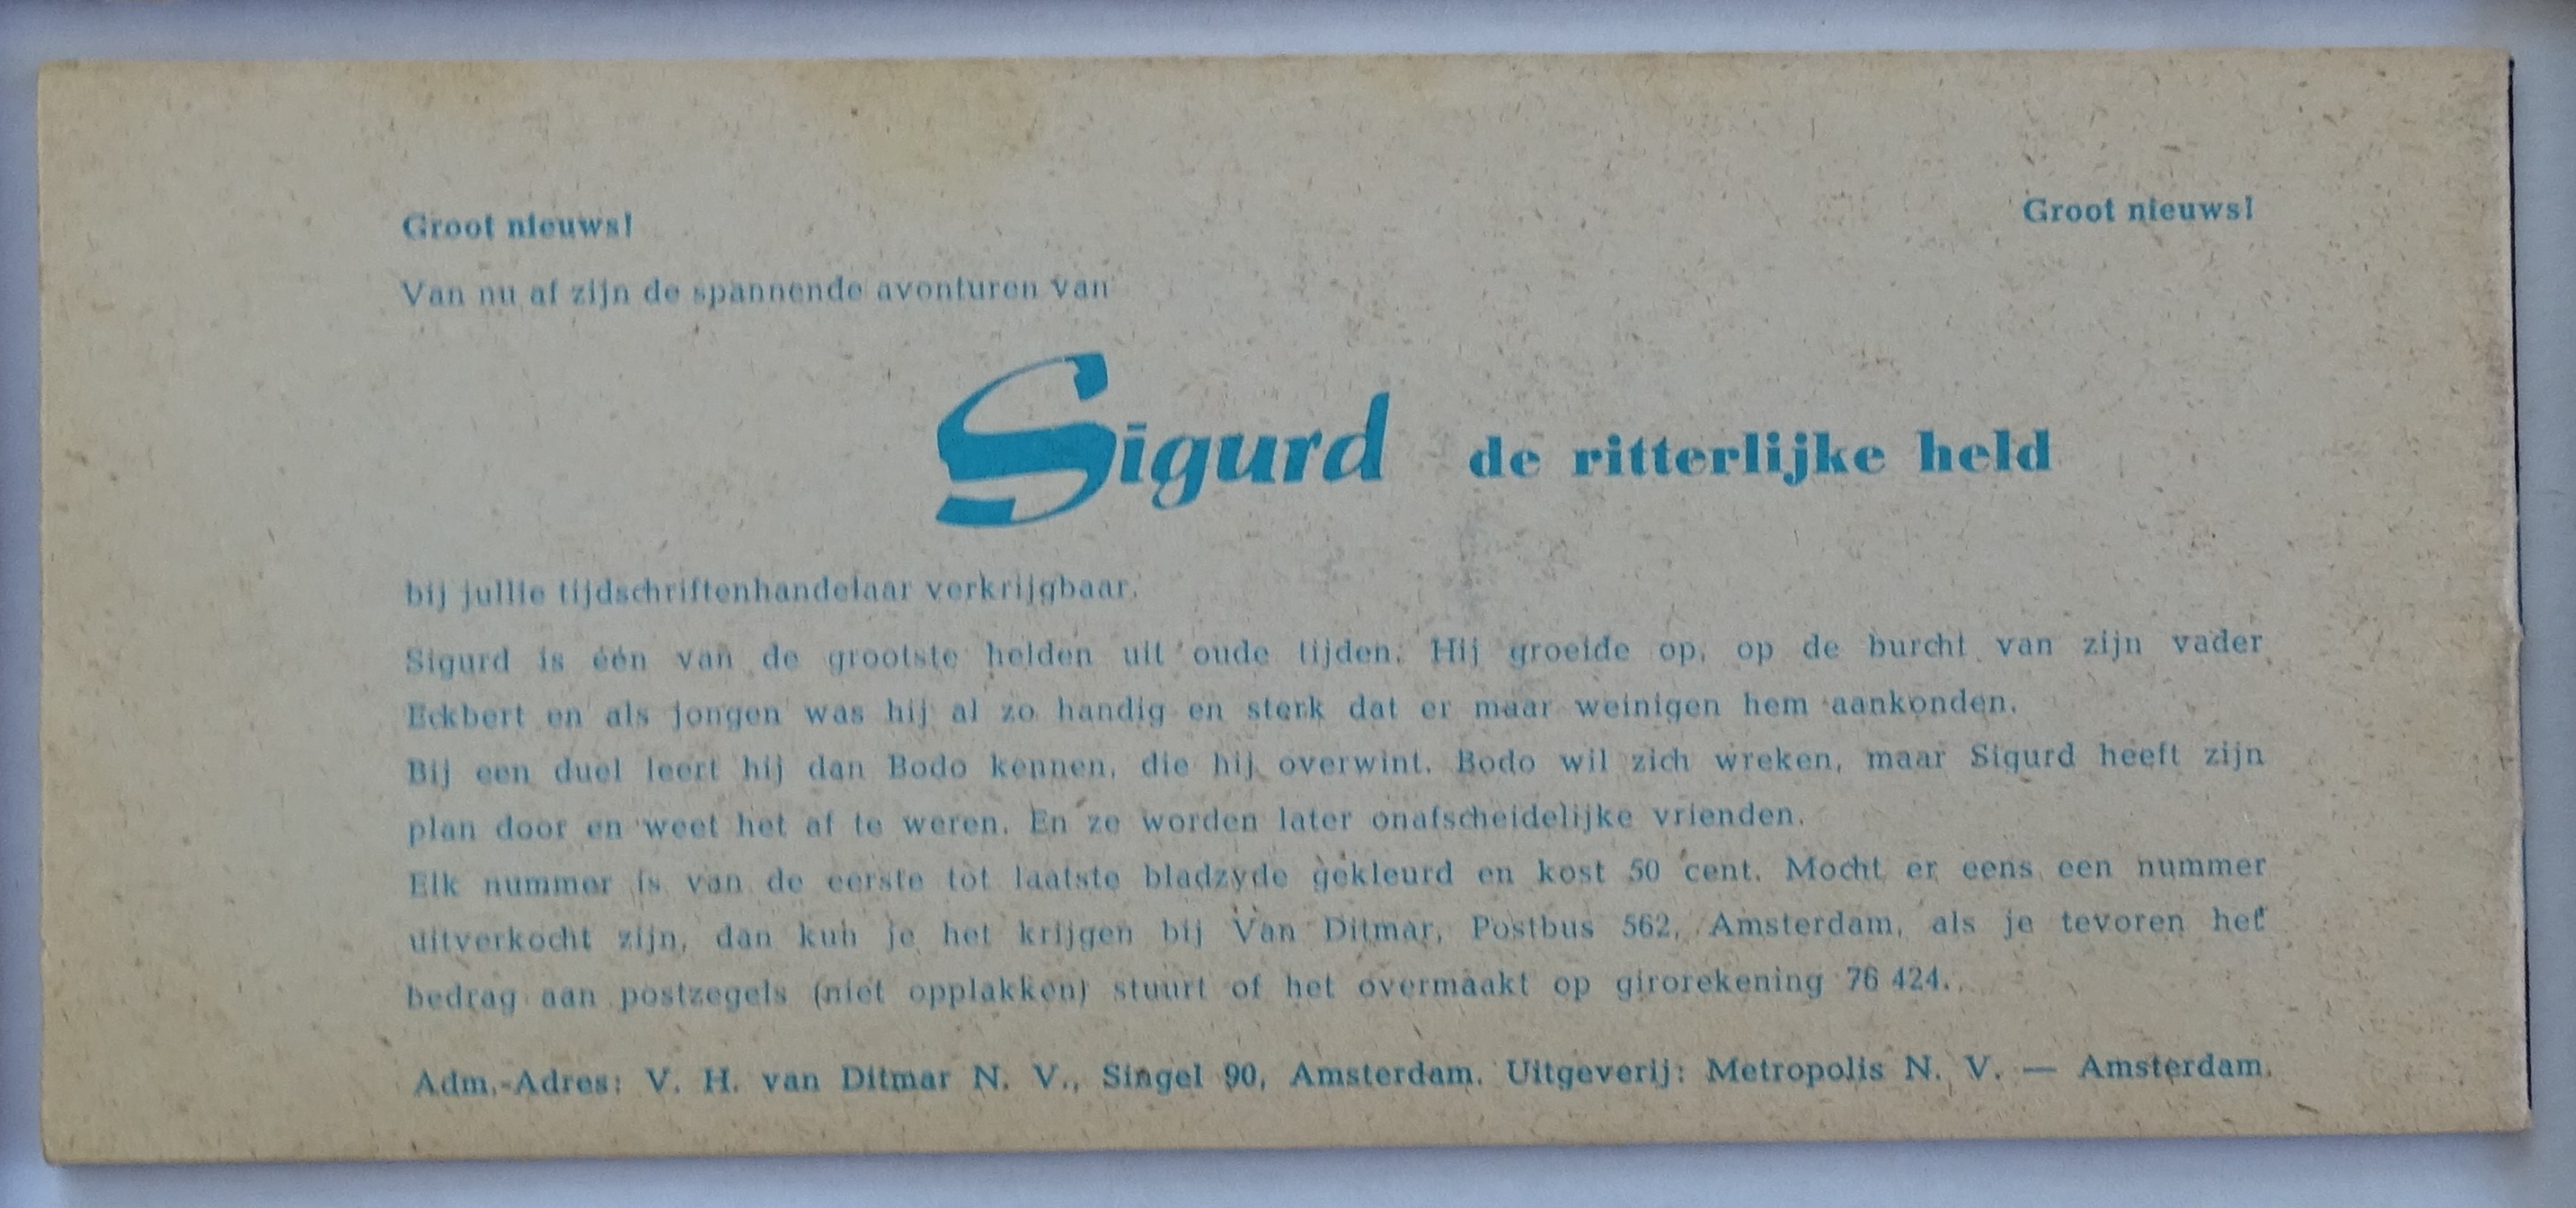 Groot nieuws! Groot nieuws!
Van nu af zijn de spannende avonturen van
Sigurd de ritterlijke held
bij jullie tijdschriftenhandelaar verkrijgbaar.
Sigurd is één van de grootste helden uit oude tijden. Hij groeide op, op de burcht van zijn vader
Eckbert en als jongen was hij al zo handig en sterk dat er maar weinigen hem aankonden.
Bij een duel leert hij dan Bodo kennen, die hij overwint. Bodo wil zich wreken, maar Sigurd heeft zijn
plan door en weet het af te weren. En ze worden later onafscheidelijke vrienden.
Elk nummer is van de eerste tot laatste bladzyde gekleurd en kost 50 cent. Mocht er eens een nummer
uitverkocht zijn, dan kun je het krijgen bij Van Ditmar, Postbus 562, Amsterdam, als je tevoren het
bedrag aan postzegels (niet opplakken) stuurt of het overmaakt op girorekening 76 424.
Adm.-Adres: V. H. van Ditmar N. V., Singel 90, Amsterdam. Uitgeverij: Metropolis N. V. — Amsterdam.